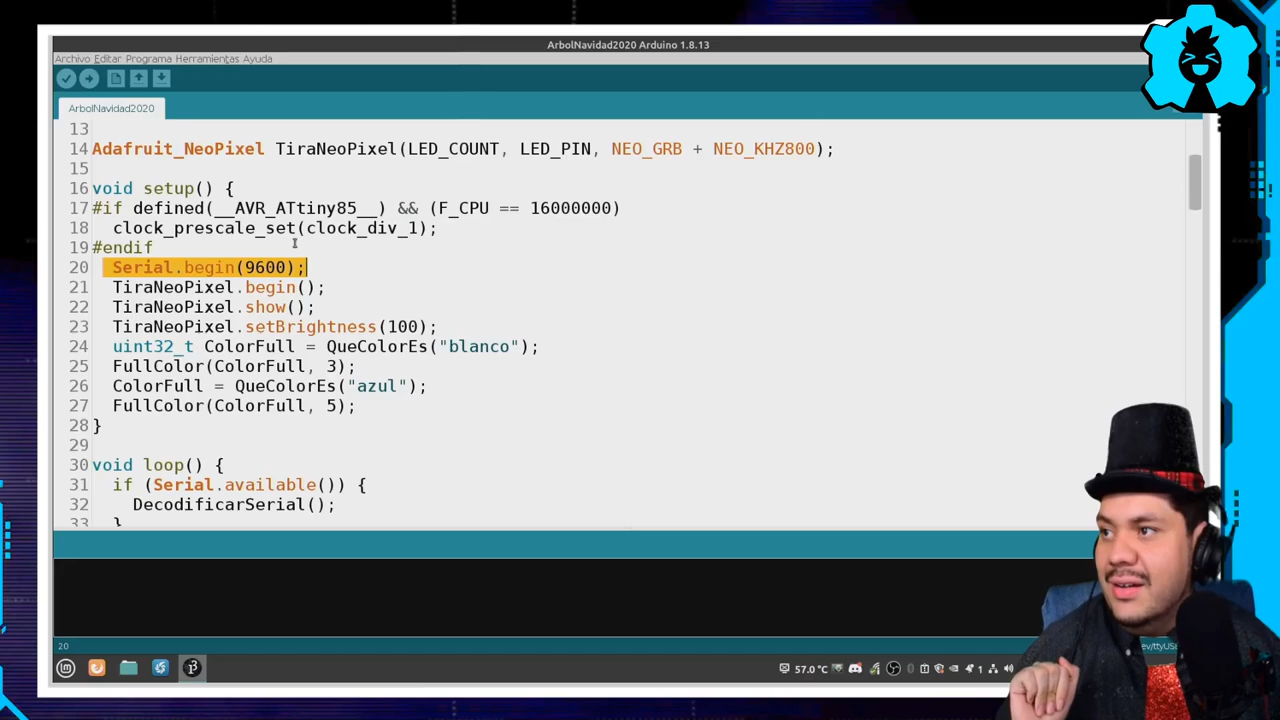 ArbolNavidad2020 Arduino 1.8.13
Archivo Editar Programa Herramientas Ayuda
ArbolNavidad2020
13
14 Adafruit_NeoPixel TiraNeoPixel(LED_COUNT, LED_PIN, NEO_GRB + NEO_KHZ800);
15
16 void setup() {
17 #if defined(__AVR_ATtiny85__) && (F_CPU == 16000000)
18 clock_prescale_set(clock_div_1);
19 #endif
20 Serial.begin(9600);
21 TiraNeoPixel.begin();
22 TiraNeoPixel.show();
23 TiraNeoPixel.setBrightness(100);
24 uint32_t ColorFull = QueColorEs("blanco");
25 FullColor(ColorFull, 3);
26 ColorFull = QueColorEs("azul");
27 FullColor(ColorFull, 5);
28 }
29
30 void loop() {
31 if (Serial.available()) {
32 DecodificarSerial();
33 }
20
57.0 °C
1